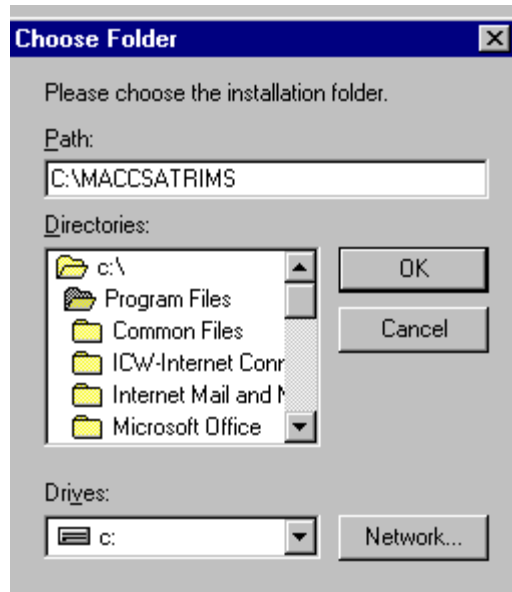 Choose Folder
Please choose the installation folder.
Path:
C:\MACCSATRIMS
Directories:
c:\
Program Files
Common Files
ICW-Internet Conr
Internet Mail and N
Microsoft Office
OK
Cancel
Drives:
c:
Network...